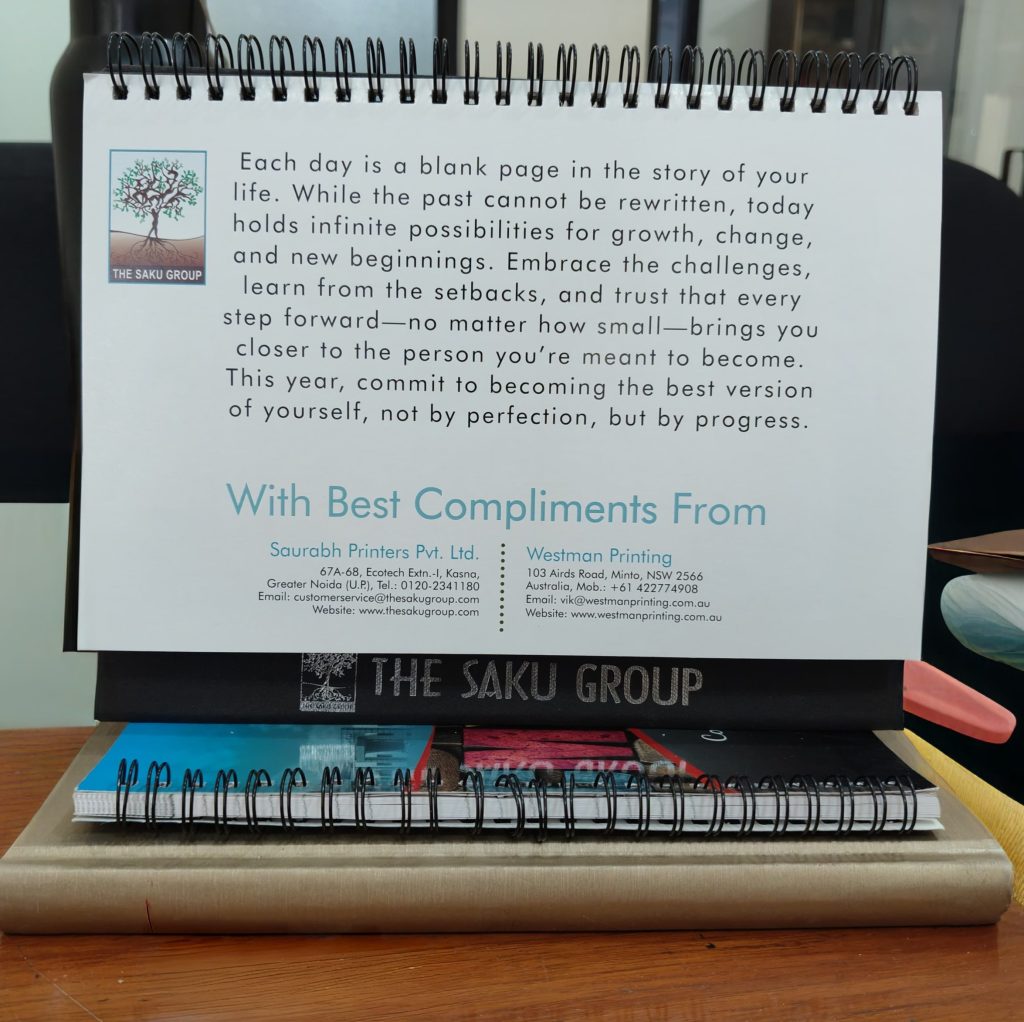 Each day is a blank page in the story of your
life. While the past cannot be rewritten, today
holds infinite possibilities for growth, change,
and new beginnings. Embrace the challenges,
learn from the setbacks, and trust that every
step forward—no matter how small—brings you
closer to the person you're meant to become.
This year, commit to becoming the best version
of yourself, not by perfection, but by progress.
THE SAKU GROUP
With Best Compliments From
Saurabh Printers Pvt. Ltd.
67A-68, Ecotech Extn.-I, Kasna,
Greater Noida (U.P.), Tel.: 0120-2341180
Email: customerservice@thesakugroup.com
Website: www.thesakugroup.com
Westman Printing
103 Airds Road, Minto, NSW 2566
Australia, Mob.: +61 422774908
Email: vik@westmanprinting.com.au
Website: www.westmanprinting.com.au
THE SAKU GROUP
THE SAKU GROUP